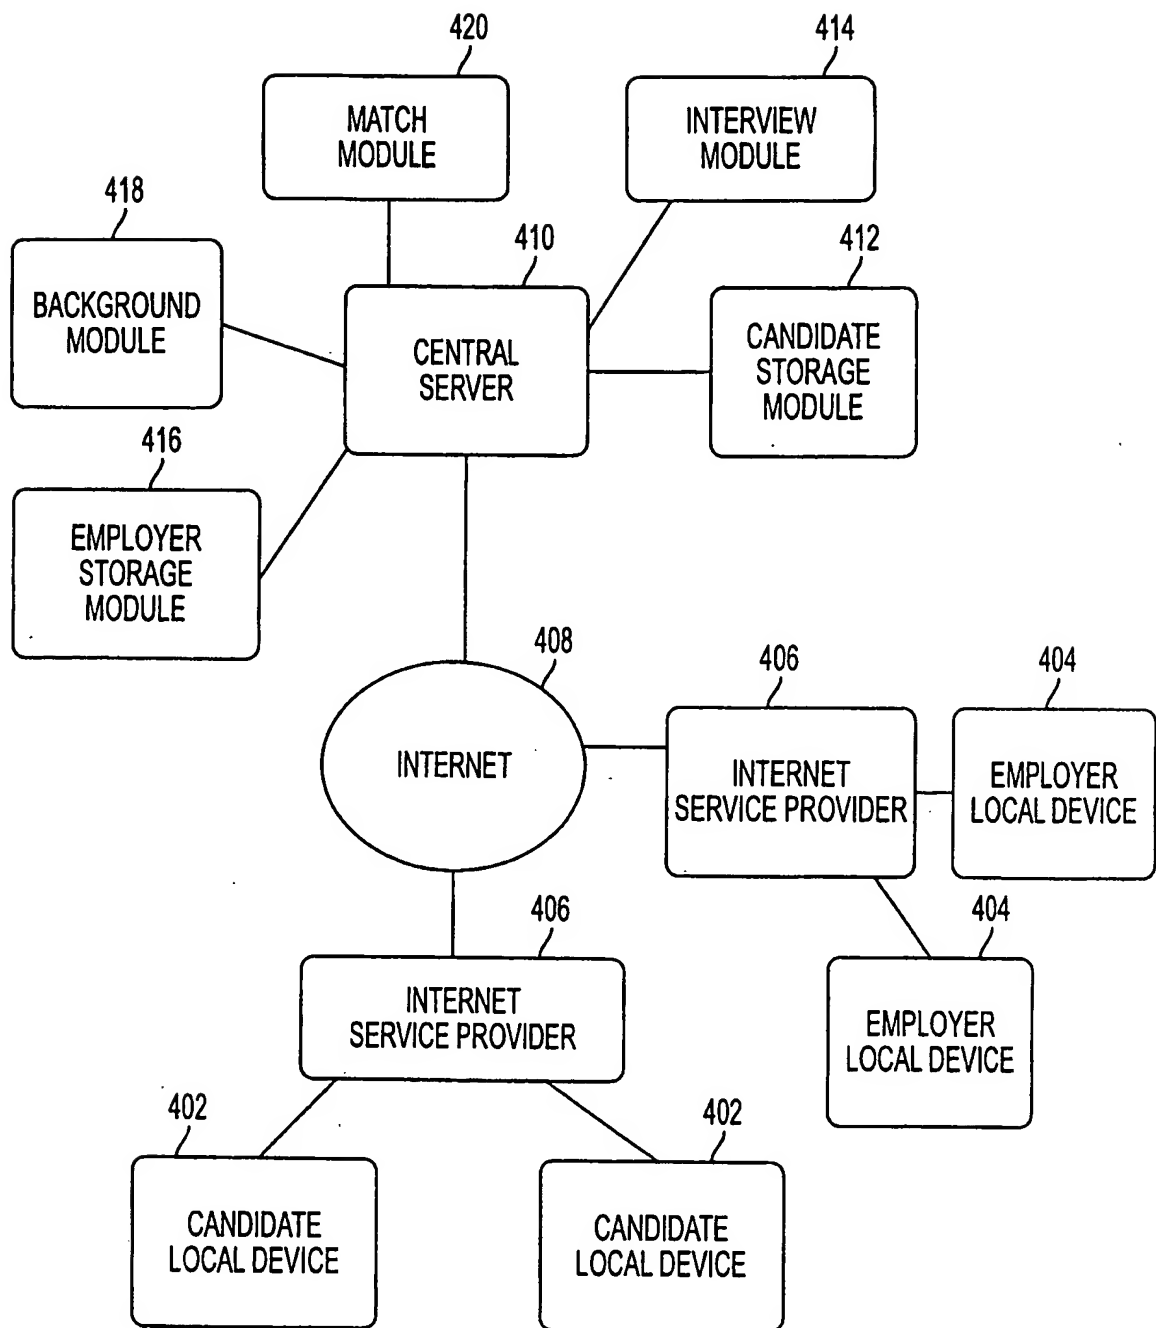 420
MATCH
MODULE
414
INTERVIEW
MODULE
418
BACKGROUND
MODULE
410
CENTRAL
SERVER
412
CANDIDATE
STORAGE
MODULE
416
EMPLOYER
STORAGE
MODULE
408
INTERNET
406
INTERNET
SERVICE PROVIDER
404
EMPLOYER
LOCAL DEVICE
404
EMPLOYER
LOCAL DEVICE
406
INTERNET
SERVICE PROVIDER
402
CANDIDATE
LOCAL DEVICE
402
CANDIDATE
LOCAL DEVICE